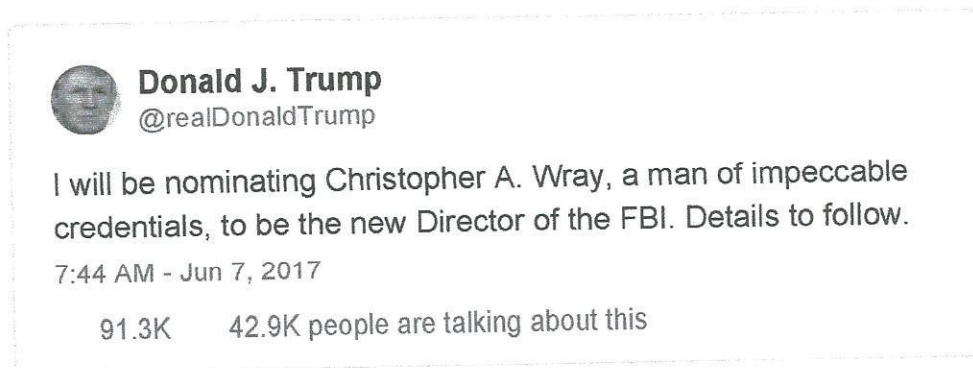 Donald J. Trump
@realDonaldTrump
I will be nominating Christopher A. Wray, a man of impeccable
credentials, to be the new Director of the FBI. Details to follow.
7:44 AM - Jun 7, 2017
91.3K 42.9K people are talking about this